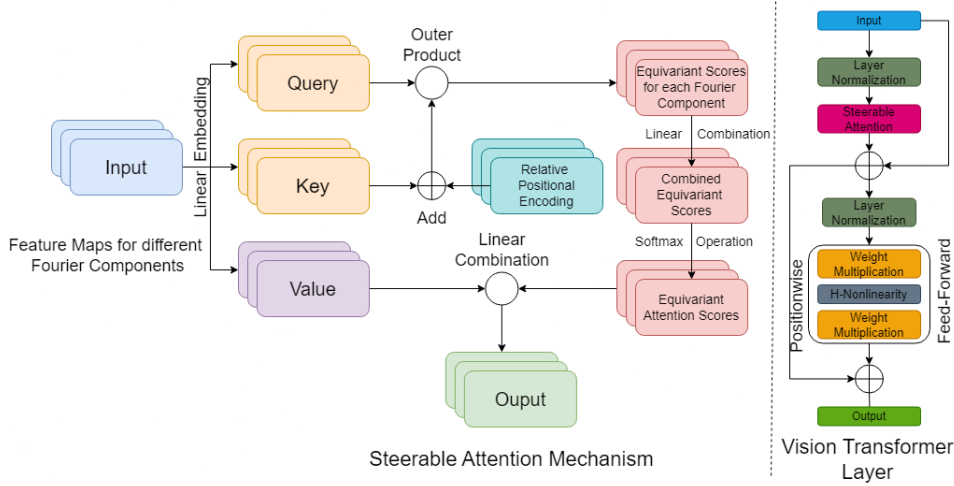 Input
Linear Embedding
Feature Maps for different
Fourier Components
Query
Key
Value
Outer
Product
Add
Relative
Positional
Encoding
Linear
Combination
Ouput
Equivariant Scores
for each Fourier
Component
Linear Combination
Combined
Equivariant
Scores
Softmax Operation
Equivariant
Attention Scores
Steerable Attention Mechanism
Input
Layer
Normalization
Steerable
Attention
Layer
Normalization
Positionwise
Weight
Multiplication
H-Nonlinearity
Weight
Multiplication
Feed-Forward
Output
Vision Transformer
Layer